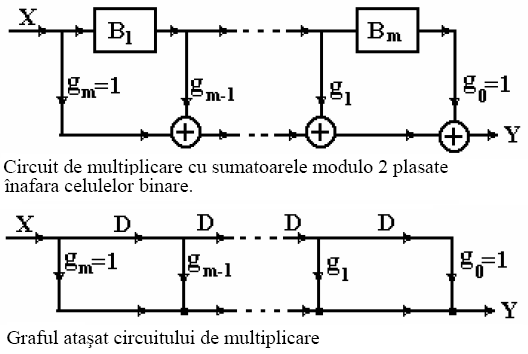 X B1 Bm
gm=1 gm-1 g1 g0=1
Y
Circuit de multiplicare cu sumatoarele modulo 2 plasate
înafara celulelor binare.
X D D D D
gm=1 gm-1 g1 g0=1
Y
Graful ataşat circuitului de multiplicare